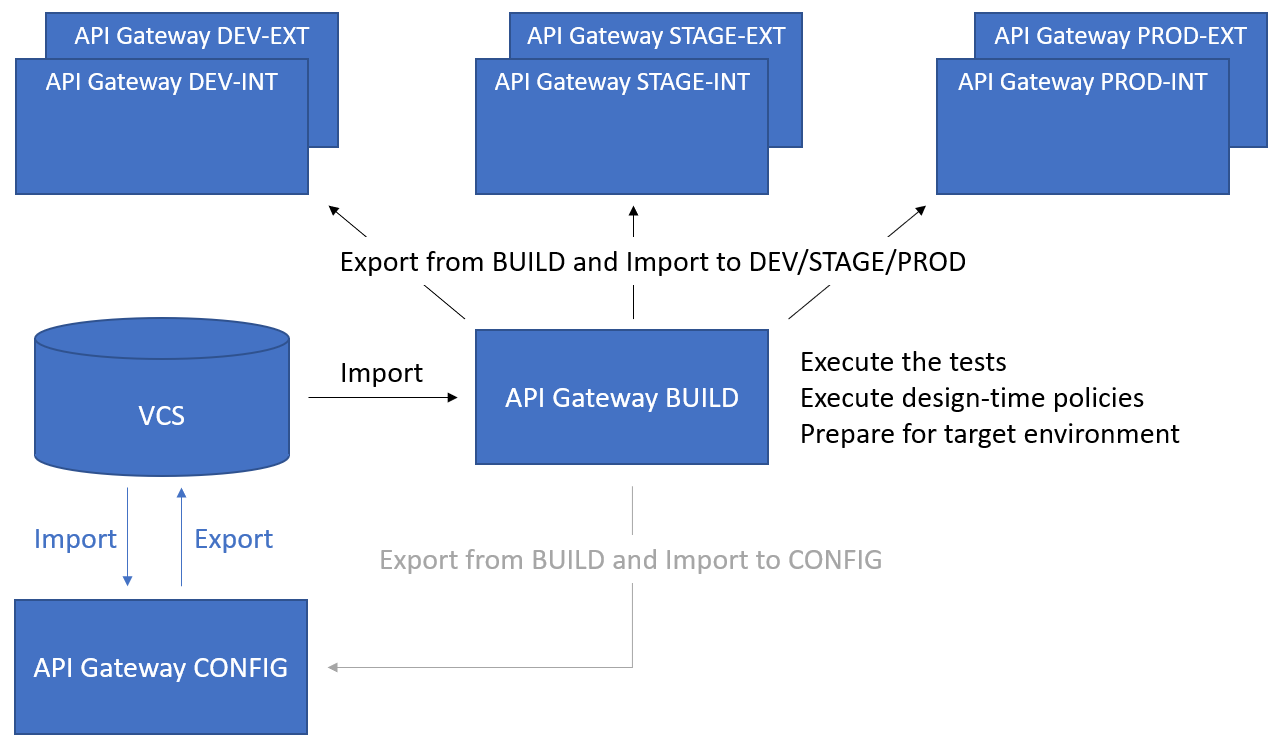 API Gateway DEV-EXT
API Gateway DEV-INT
API Gateway STAGE-EXT
API Gateway STAGE-INT
API Gateway PROD-EXT
API Gateway PROD-INT
Export from BUILD and Import to DEV/STAGE/PROD
VCS
Import
API Gateway BUILD
Execute the tests
Execute design-time policies
Prepare for target environment
Import
Export
Export from BUILD and Import to CONFIG
API Gateway CONFIG